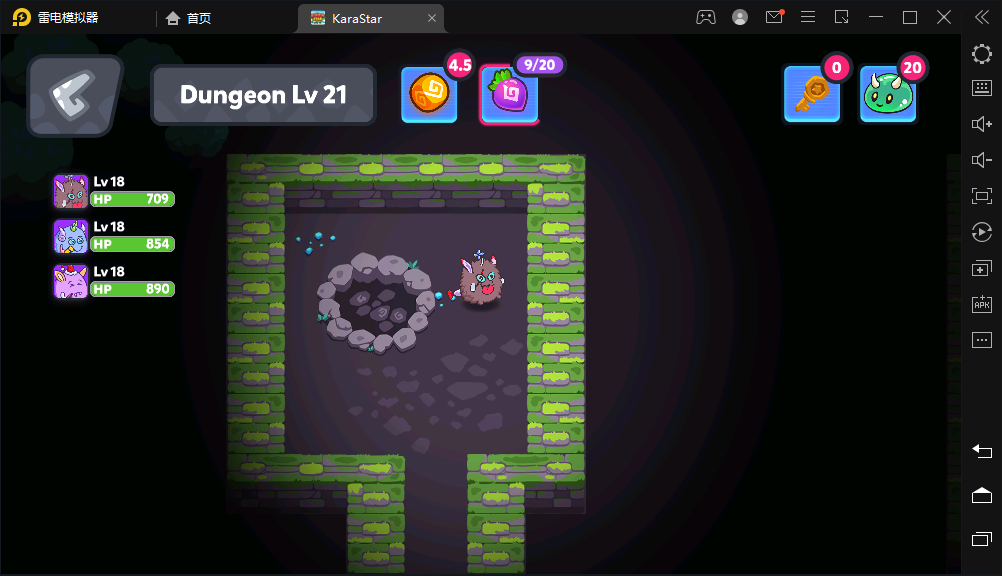 雷电模拟器
首页
KaraStar
Dungeon Lv 21
4.5
9/20
0
20
Lv 18
HP 709
Lv 18
HP 854
Lv 18
HP 890
APK